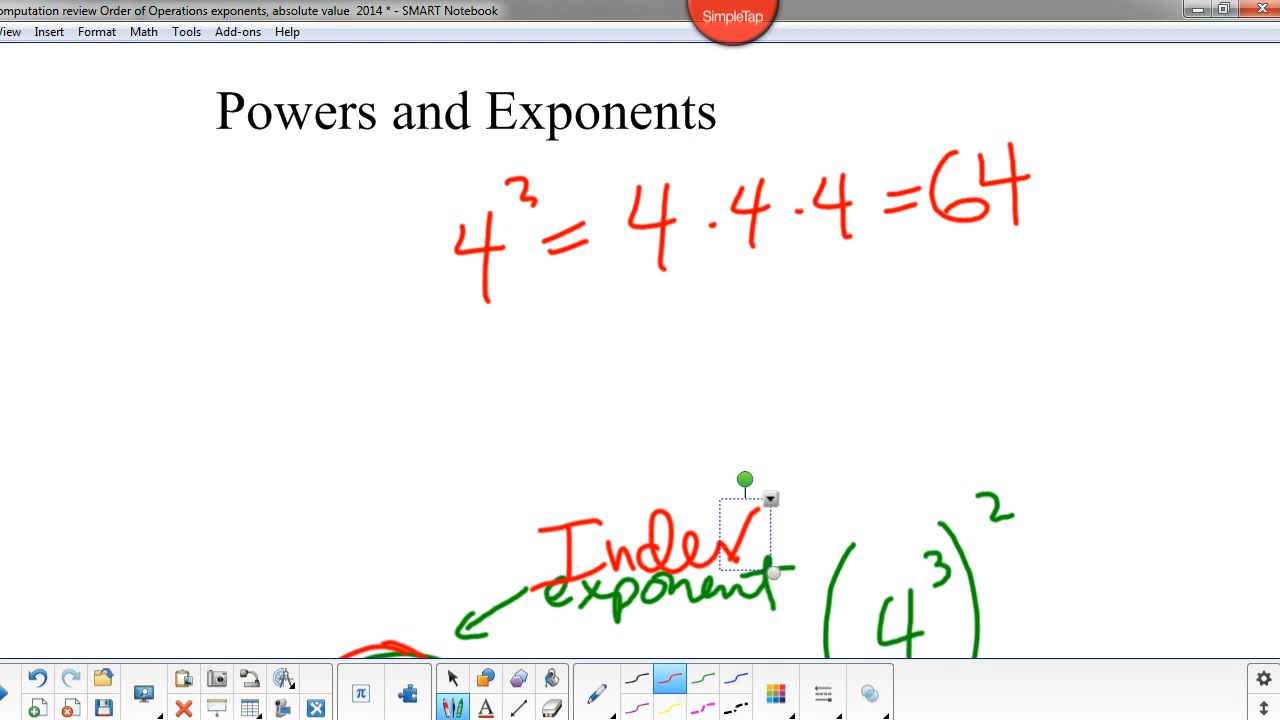 omputation review Order of Operations exponents, absolute value 2014 * - SMART Notebook
SimpleTap
View Insert Format Math Tools Add-ons Help
Powers and Exponents
4³ = 4 · 4 · 4 = 64
Index
exponent
(4³)²
π
A